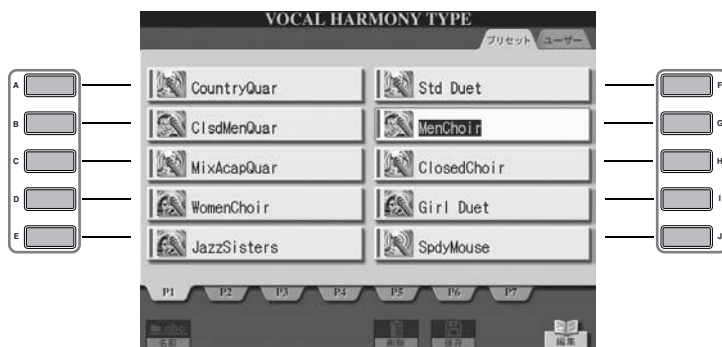 VOCAL HARMONY TYPE
プリセット ユーザー
A CountryQuar Std Duet F
B ClsdMenQuar MenChoir G
C MixAcapQuar ClosedChoir H
D WomenChoir Girl Duet I
E JazzSisters SpdyMouse J
P1 P2 P3 P4 P5 P6 P7
abc
名前 削除 保存 編集